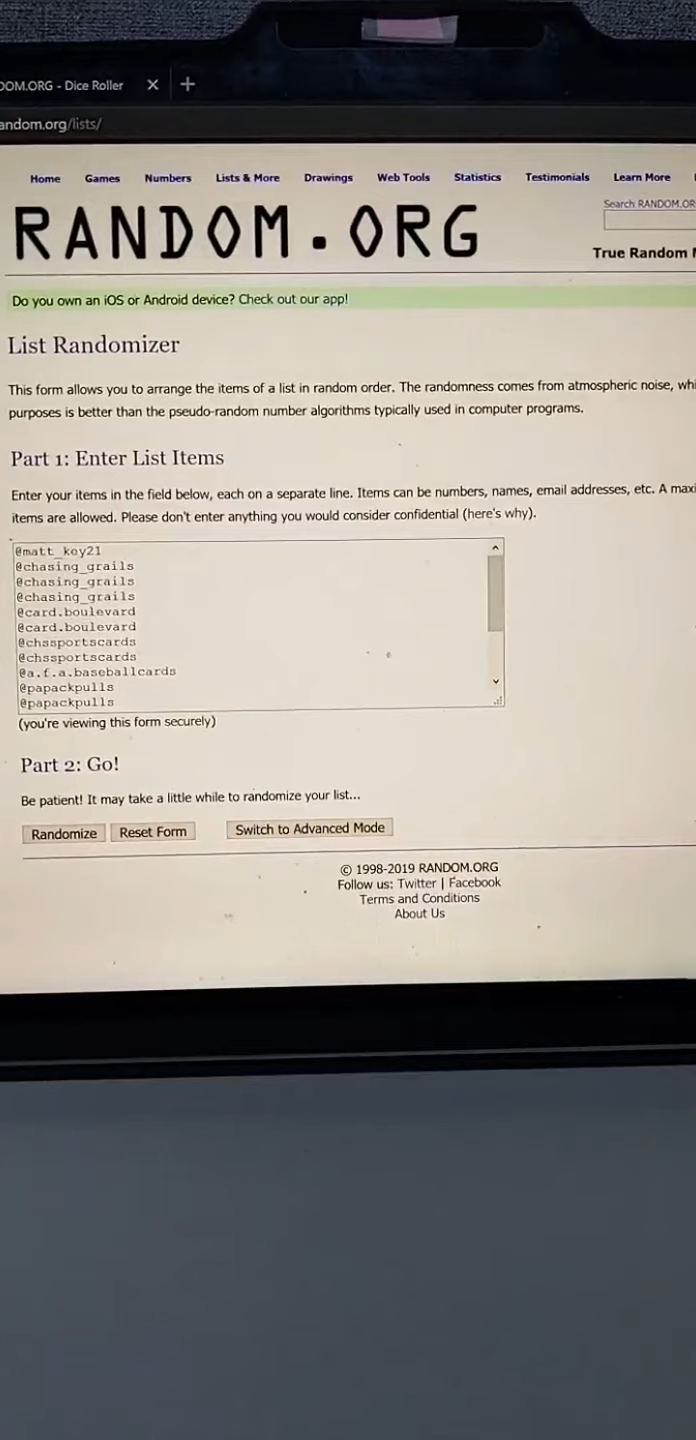 DOM.ORG - Dice Roller
andom.org/lists/
Home Games Numbers Lists & More Drawings Web Tools Statistics Testimonials Learn More
Search RANDOM.OR
RANDOM.ORG
True Random
Do you own an iOS or Android device? Check out our app!
List Randomizer
This form allows you to arrange the items of a list in random order. The randomness comes from atmospheric noise, whi
purposes is better than the pseudo-random number algorithms typically used in computer programs.
Part 1: Enter List Items
Enter your items in the field below, each on a separate line. Items can be numbers, names, email addresses, etc. A maxi
items are allowed. Please don't enter anything you would consider confidential (here's why).
@matt_key21
@chasing_grails
@chasing_grails
@chasing_grails
@card.boulevard
@card.boulevard
@chssportscards
@chssportscards
@a.f.a.baseballcards
@papackpulls
@papackpulls
(you're viewing this form securely)
Part 2: Go!
Be patient! It may take a little while to randomize your list...
Randomize Reset Form Switch to Advanced Mode
© 1998-2019 RANDOM.ORG
Follow us: Twitter | Facebook
Terms and Conditions
About Us